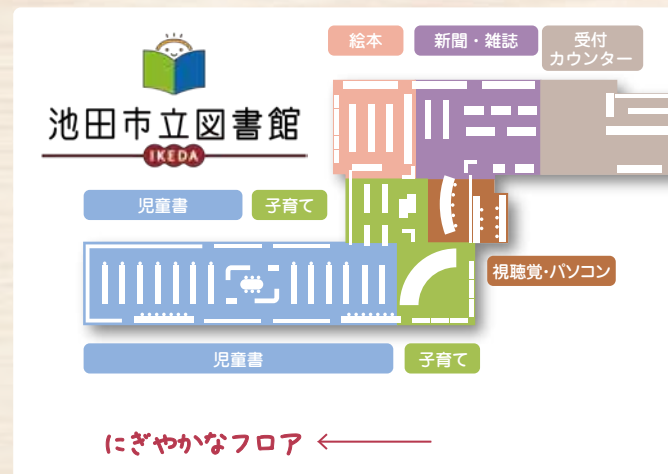 絵本
新聞・雑誌
受付
カウンター
池田市立図書館
IKEDA
児童書
子育て
視聴覚・パソコン
児童書
子育て
にぎやかなフロア ←